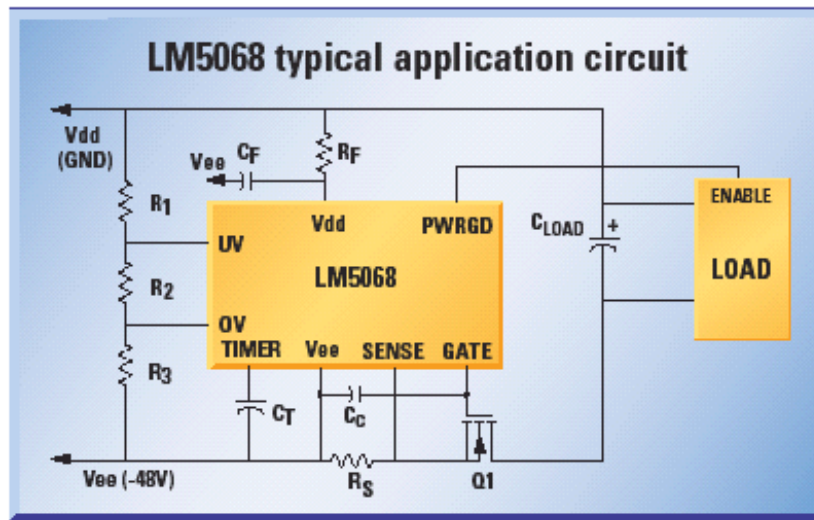 LM5068 typical application circuit
Vdd
(GND)
Vee
CF
RF
R1
Vdd
PWRGD
CLOAD
+
ENABLE
UV
R2
LM5068
LOAD
OV
TIMER
Vee
SENSE
GATE
R3
CT
CC
Vee (-48V)
RS
Q1